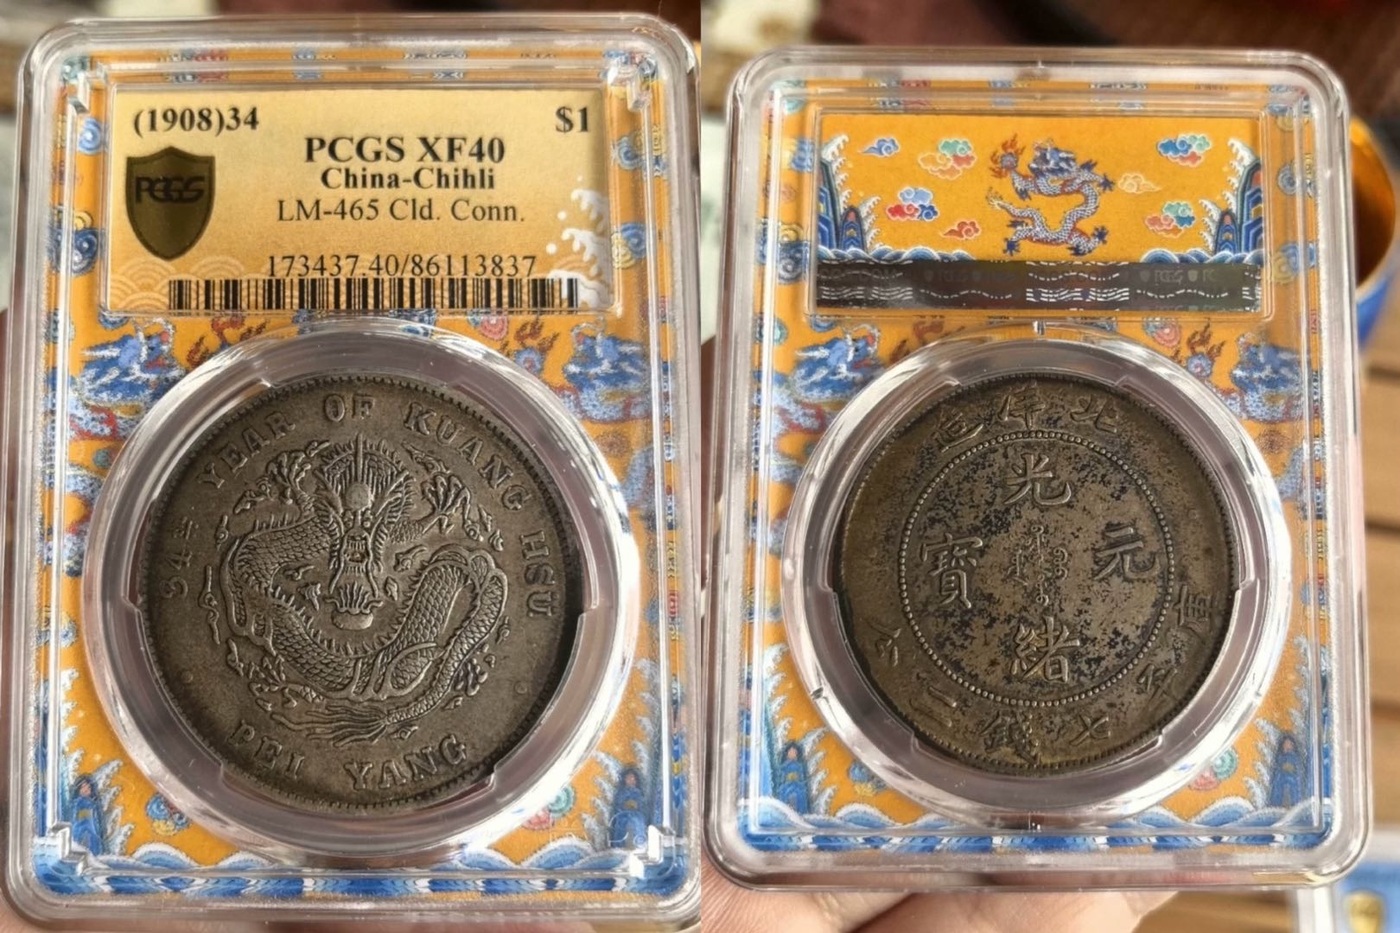 (1908)34 $1
PCGS XF40
China-Chihli
PCGS
LM-465 Cld. Conn.
173437.40/86113837
34TH YEAR OF KUANG HSU
PEI YANG
造庫洋北
光
寶 元
緒
庫平七錢二分